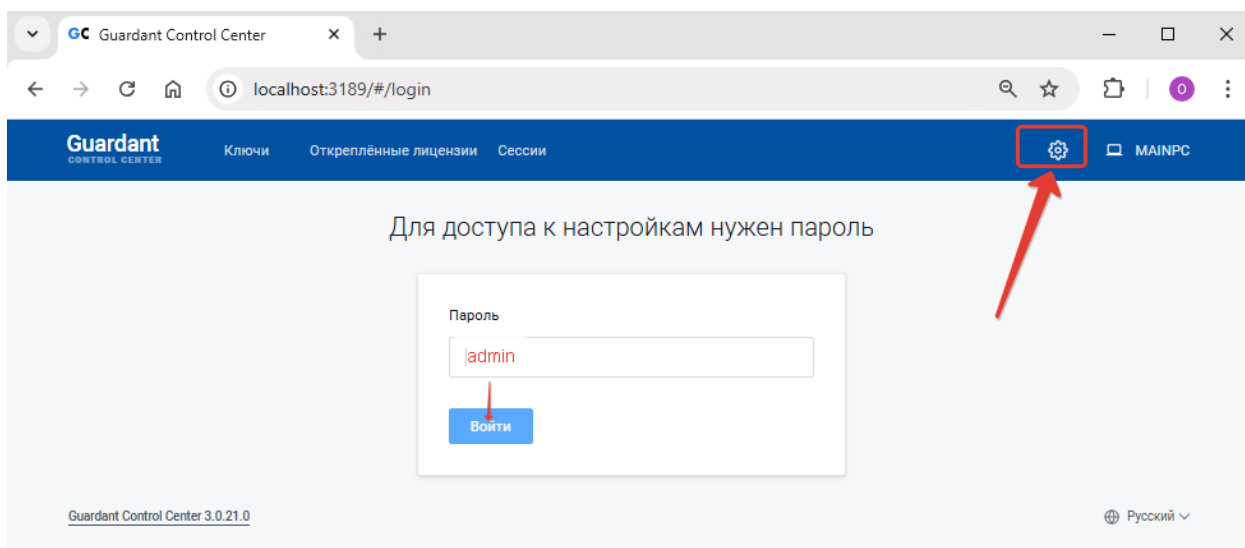 GC Guardant Control Center
localhost:3189/#/login
O
Guardant
CONTROL CENTER
Ключи Откреплённые лицензии Сессии
MAINPC
Для доступа к настройкам нужен пароль
Пароль
admin
Войти
Guardant Control Center 3.0.21.0
Русский